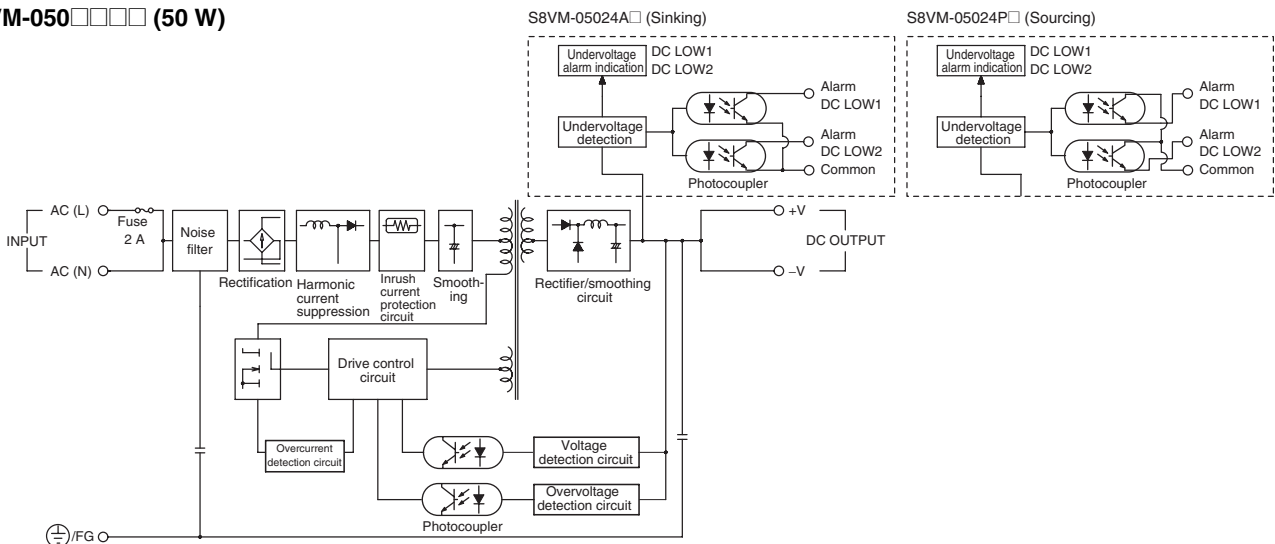 VM-050□□□□ (50 W)
S8VM-05024A□ (Sinking)
Undervoltage
alarm indication
DC LOW1
DC LOW2
Undervoltage
detection
Alarm
DC LOW1
Alarm
DC LOW2
Common
Photocoupler
S8VM-05024P□ (Sourcing)
Undervoltage
alarm indication
DC LOW1
DC LOW2
Undervoltage
detection
Alarm
DC LOW1
Alarm
DC LOW2
Common
Photocoupler
INPUT
AC (L)
AC (N)
Fuse
2 A
Noise
filter
Rectification
Harmonic
current
suppression
Inrush
current
protection
circuit
Smooth-
ing
Rectifier/smoothing
circuit
+V
DC OUTPUT
–V
Drive control
circuit
Overcurrent
detection circuit
Voltage
detection circuit
Overvoltage
detection circuit
Photocoupler
/FG